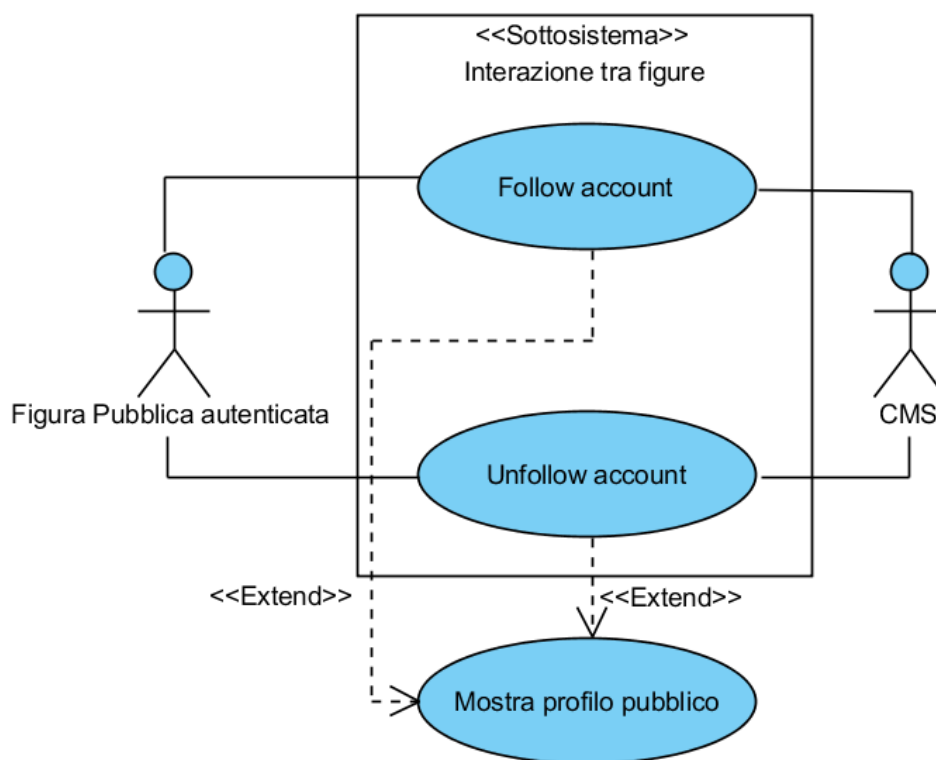 <<Sottosistema>>
Interazione tra figure
Follow account
Figura Pubblica autenticata
CMS
Unfollow account
<<Extend>>
<<Extend>>
Mostra profilo pubblico